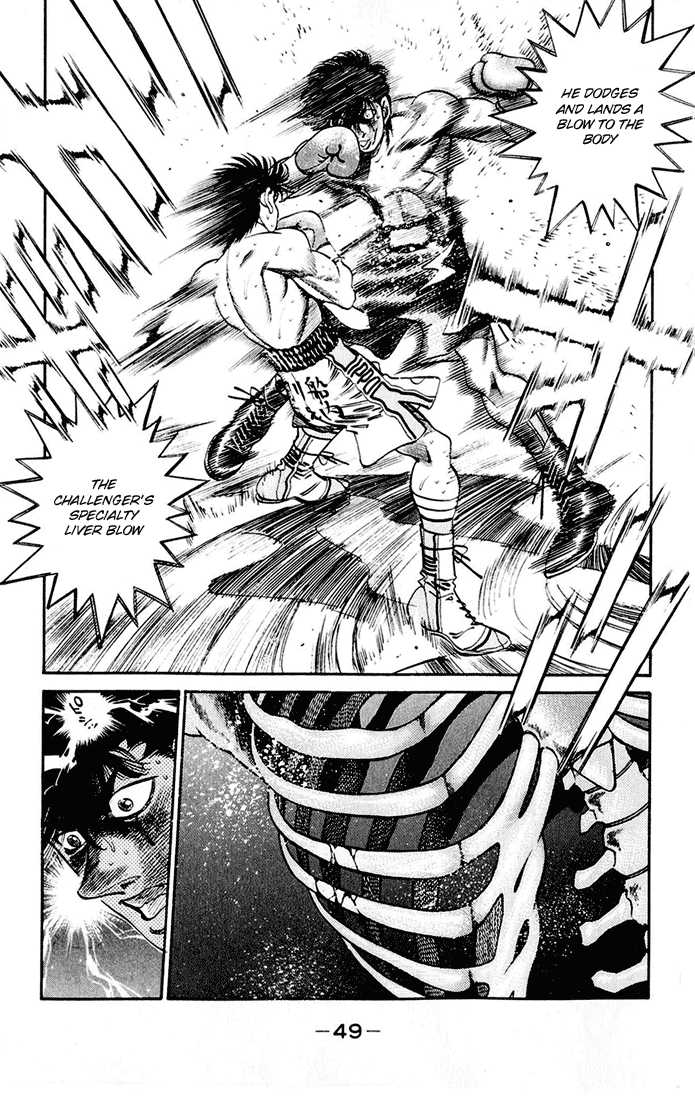 HE DODGES
AND LANDS A
BLOW TO THE
BODY
THE
CHALLENGER'S
SPECIALTY
LIVER BLOW
-49-